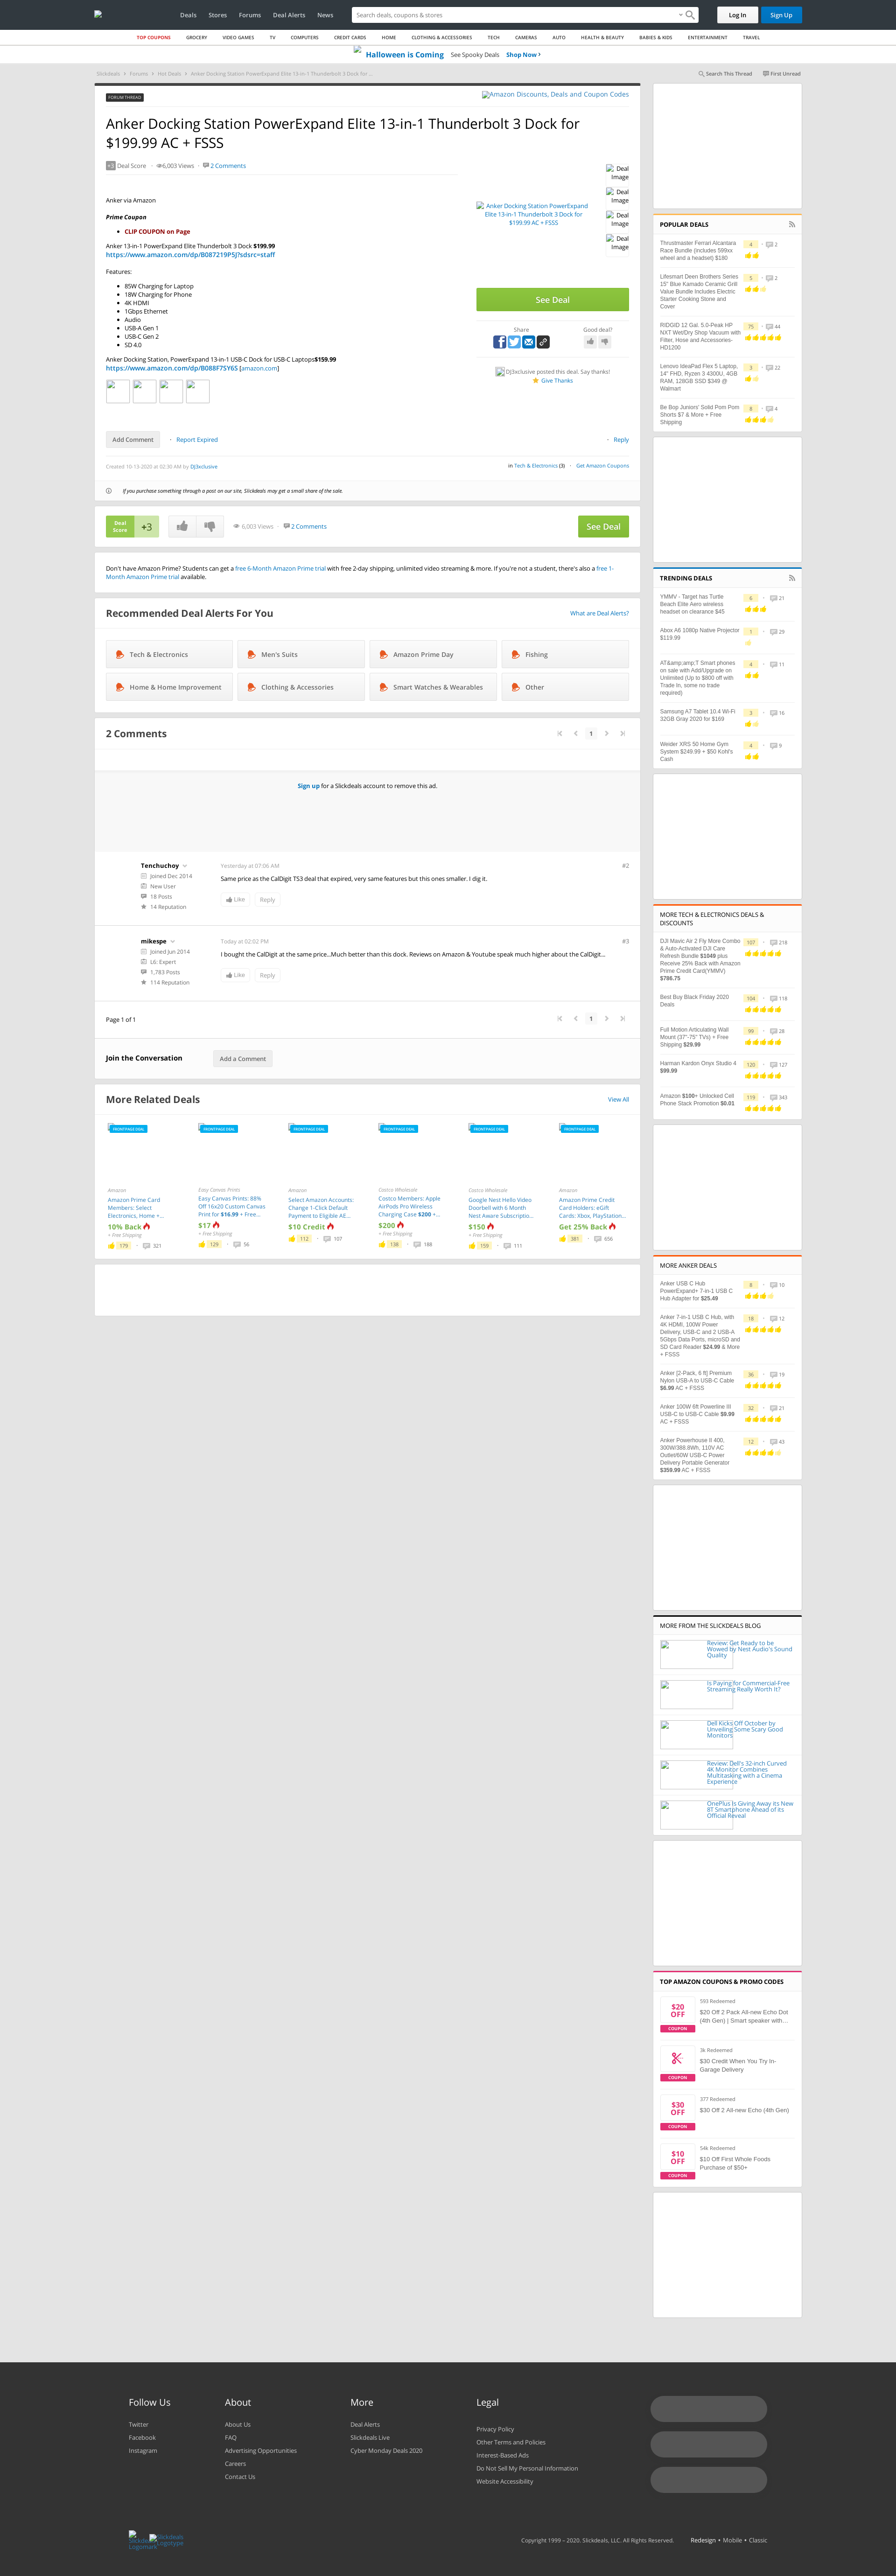 Deals Stores Forums Deal Alerts News Search deals, coupons & stores Log In Sign Up
TOP COUPONS GROCERY VIDEO GAMES TV COMPUTERS CREDIT CARDS HOME CLOTHING & ACCESSORIES TECH CAMERAS AUTO HEALTH & BEAUTY BABIES & KIDS ENTERTAINMENT TRAVEL
Halloween is Coming See Spooky Deals Shop Now
Slickdeals Forums Hot Deals Anker Docking Station PowerExpand Elite 13-in-1 Thunderbolt 3 Dock for ...
Search This Thread First Unread
FORUM THREAD
Amazon Discounts, Deals and Coupon Codes
Anker Docking Station PowerExpand Elite 13-in-1 Thunderbolt 3 Dock for
$199.99 AC + FSSS
+3 Deal Score 6,003 Views 2 Comments
Anker via Amazon
Prime Coupon
CLIP COUPON on Page
Anker 13-in-1 PowerExpand Elite Thunderbolt 3 Dock $199.99
https://www.amazon.com/dp/B087219P5J?sdsrc=staff
Features:
85W Charging for Laptop
18W Charging for Phone
4K HDMI
1Gbps Ethernet
Audio
USB-A Gen 1
USB-C Gen 2
SD 4.0
Anker Docking Station, PowerExpand 13-in-1 USB-C Dock for USB-C Laptops$159.99
https://www.amazon.com/dp/B088F7SY6S [amazon.com]
Anker Docking Station PowerExpand
Elite 13-in-1 Thunderbolt 3 Dock for
$199.99 AC + FSSS
Deal
Image
Deal
Image
Deal
Image
Deal
Image
See Deal
Share Good deal?
DJ3xclusive posted this deal. Say thanks!
Give Thanks
Add Comment Report Expired Reply
Created 10-13-2020 at 02:30 AM by DJ3xclusive
in Tech & Electronics (3) Get Amazon Coupons
If you purchase something through a post on our site, Slickdeals may get a small share of the sale.
Deal
Score
+3
6,003 Views 2 Comments See Deal
Don't have Amazon Prime? Students can get a free 6-Month Amazon Prime trial with free 2-day shipping, unlimited video streaming & more. If you're not a student, there's also a free 1-
Month Amazon Prime trial available.
Recommended Deal Alerts For You What are Deal Alerts?
Tech & Electronics Men's Suits Amazon Prime Day Fishing
Home & Home Improvement Clothing & Accessories Smart Watches & Wearables Other
2 Comments 1
Sign up for a Slickdeals account to remove this ad.
Tenchuchoy Yesterday at 07:06 AM #2
Joined Dec 2014
New User
18 Posts
14 Reputation
Same price as the CalDigit TS3 deal that expired, very same features but this ones smaller. I dig it.
Like Reply
mikespe Today at 02:02 PM #3
Joined Jun 2014
L6: Expert
1,783 Posts
114 Reputation
I bought the CalDigit at the same price...Much better than this dock. Reviews on Amazon & Youtube speak much higher about the CalDigit...
Like Reply
Page 1 of 1 1
Join the Conversation Add a Comment
More Related Deals View All
FRONTPAGE DEAL
Amazon
Amazon Prime Card
Members: Select
Electronics, Home +...
10% Back
+ Free Shipping
179 321
FRONTPAGE DEAL
Easy Canvas Prints
Easy Canvas Prints: 88%
Off 16x20 Custom Canvas
Print for $16.99 + Free...
$17
+ Free Shipping
129 56
FRONTPAGE DEAL
Amazon
Select Amazon Accounts:
Change 1-Click Default
Payment to Eligible AE...
$10 Credit
112 107
FRONTPAGE DEAL
Costco Wholesale
Costco Members: Apple
AirPods Pro Wireless
Charging Case $200 +...
$200
+ Free Shipping
138 188
FRONTPAGE DEAL
Costco Wholesale
Google Nest Hello Video
Doorbell with 6 Month
Nest Aware Subscriptio...
$150
+ Free Shipping
159 111
FRONTPAGE DEAL
Amazon
Amazon Prime Credit
Card Holders: eGift
Cards: Xbox, PlayStation...
Get 25% Back
381 656
POPULAR DEALS
Thrustmaster Ferrari Alcantara
Race Bundle (includes 599xx
wheel and a headset) $180
4 2
Lifesmart Deen Brothers Series
15" Blue Kamado Ceramic Grill
Value Bundle Includes Electric
Starter Cooking Stone and
Cover
5 2
RIDGID 12 Gal. 5.0-Peak HP
NXT Wet/Dry Shop Vacuum with
Filter, Hose and Accessories-
HD1200
75 44
Lenovo IdeaPad Flex 5 Laptop,
14" FHD, Ryzen 3 4300U, 4GB
RAM, 128GB SSD $349 @
Walmart
3 22
Be Bop Juniors' Solid Pom Pom
Shorts $7 & More + Free
Shipping
8 4
TRENDING DEALS
YMMV - Target has Turtle
Beach Elite Aero wireless
headset on clearance $45
6 21
Abox A6 1080p Native Projector
$119.99
1 29
AT&amp;amp;T Smart phones
on sale with Add/Upgrade on
Unlimited (Up to $800 off with
Trade In, some no trade
required)
4 11
Samsung A7 Tablet 10.4 Wi-Fi
32GB Gray 2020 for $169
3 16
Weider XRS 50 Home Gym
System $249.99 + $50 Kohl's
Cash
4 9
MORE TECH & ELECTRONICS DEALS &
DISCOUNTS
DJI Mavic Air 2 Fly More Combo
& Auto-Activated DJI Care
Refresh Bundle $1049 plus
Receive 25% Back with Amazon
Prime Credit Card(YMMV)
$786.75
107 218
Best Buy Black Friday 2020
Deals
104 118
Full Motion Articulating Wall
Mount (37"-75" TVs) + Free
Shipping $29.99
99 28
Harman Kardon Onyx Studio 4
$99.99
120 127
Amazon $100+ Unlocked Cell
Phone Stack Promotion $0.01
119 343
MORE ANKER DEALS
Anker USB C Hub
PowerExpand+ 7-in-1 USB C
Hub Adapter for $25.49
8 10
Anker 7-in-1 USB C Hub, with
4K HDMI, 100W Power
Delivery, USB-C and 2 USB-A
5Gbps Data Ports, microSD and
SD Card Reader $24.99 & More
+ FSSS
18 12
Anker [2-Pack, 6 ft] Premium
Nylon USB-A to USB-C Cable
$6.99 AC + FSSS
36 19
Anker 100W 6ft Powerline III
USB-C to USB-C Cable $9.99
AC + FSSS
32 21
Anker Powerhouse II 400,
300W/388.8Wh, 110V AC
Outlet/60W USB-C Power
Delivery Portable Generator
$359.99 AC + FSSS
12 43
MORE FROM THE SLICKDEALS BLOG
Review: Get Ready to be
Wowed by Nest Audio's Sound
Quality
Is Paying for Commercial-Free
Streaming Really Worth It?
Dell Kicks Off October by
Unveiling Some Scary Good
Monitors
Review: Dell's 32-inch Curved
4K Monitor Combines
Multitasking with a Cinema
Experience
OnePlus Is Giving Away its New
8T Smartphone Ahead of its
Official Reveal
TOP AMAZON COUPONS & PROMO CODES
$20
OFF
COUPON
593 Redeemed
$20 Off 2 Pack All-new Echo Dot
(4th Gen) | Smart speaker with...
COUPON
3k Redeemed
$30 Credit When You Try In-
Garage Delivery
$30
OFF
COUPON
377 Redeemed
$30 Off 2 All-new Echo (4th Gen)
$10
OFF
COUPON
54k Redeemed
$10 Off First Whole Foods
Purchase of $50+
Follow Us
Twitter
Facebook
Instagram
About
About Us
FAQ
Advertising Opportunities
Careers
Contact Us
More
Deal Alerts
Slickdeals Live
Cyber Monday Deals 2020
Legal
Privacy Policy
Other Terms and Policies
Interest-Based Ads
Do Not Sell My Personal Information
Website Accessibility
Slickdeals
Logotype
Copyright 1999 - 2020. Slickdeals, LLC. All Rights Reserved. Redesign • Mobile • Classic